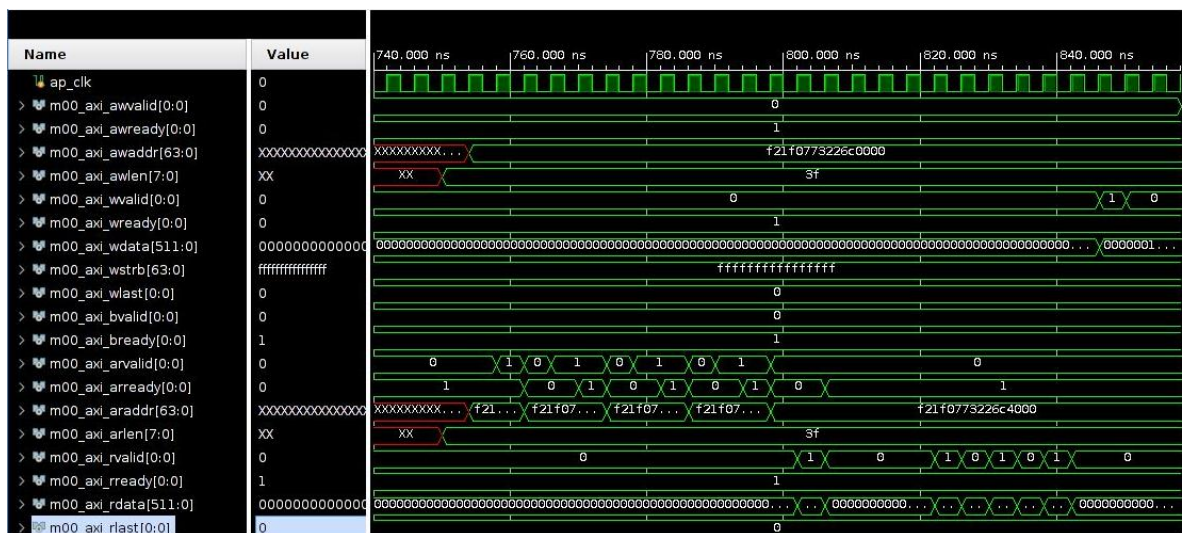 Name Value 740.000 ns 760.000 ns 780.000 ns 800.000 ns 820.000 ns 840.000 ns
ap_clk 0
> m00_axi_awvalid[0:0] 0 0
> m00_axi_awready[0:0] 0 1
> m00_axi_awaddr[63:0] XXXXXXXXXXXXXXX XXXXXXXXX... f21f0773226c0000
> m00_axi_awlen[7:0] XX XX 3f
> m00_axi_wvalid[0:0] 0 0 1 0
> m00_axi_wready[0:0] 0 1
> m00_axi_wdata[511:0] 0000001...
> m00_axi_wstrb[63:0] ffffffffffffffff ffffffffffffffff
> m00_axi_wlast[0:0] 0 0
> m00_axi_bvalid[0:0] 0 0
> m00_axi_bready[0:0] 1 1
> m00_axi_arvalid[0:0] 0 0 1 0 1 0 1 0 1 0
> m00_axi_arready[0:0] 0 1 0 1 0 1 0 1 0 1
> m00_axi_araddr[63:0] XXXXXXXXXXXXXXX XXXXXXXXX... f21... f21f07... f21f07... f21f07... f21f0773226c4000
> m00_axi_arlen[7:0] XX XX 3f
> m00_axi_rvalid[0:0] 0 0 1 0 1 0 1 0 1 0
> m00_axi_rready[0:0] 1 1
> m00_axi_rdata[511:0] 0000000000... 0000000000...
> m00_axi_rlast[0:0] 0 0